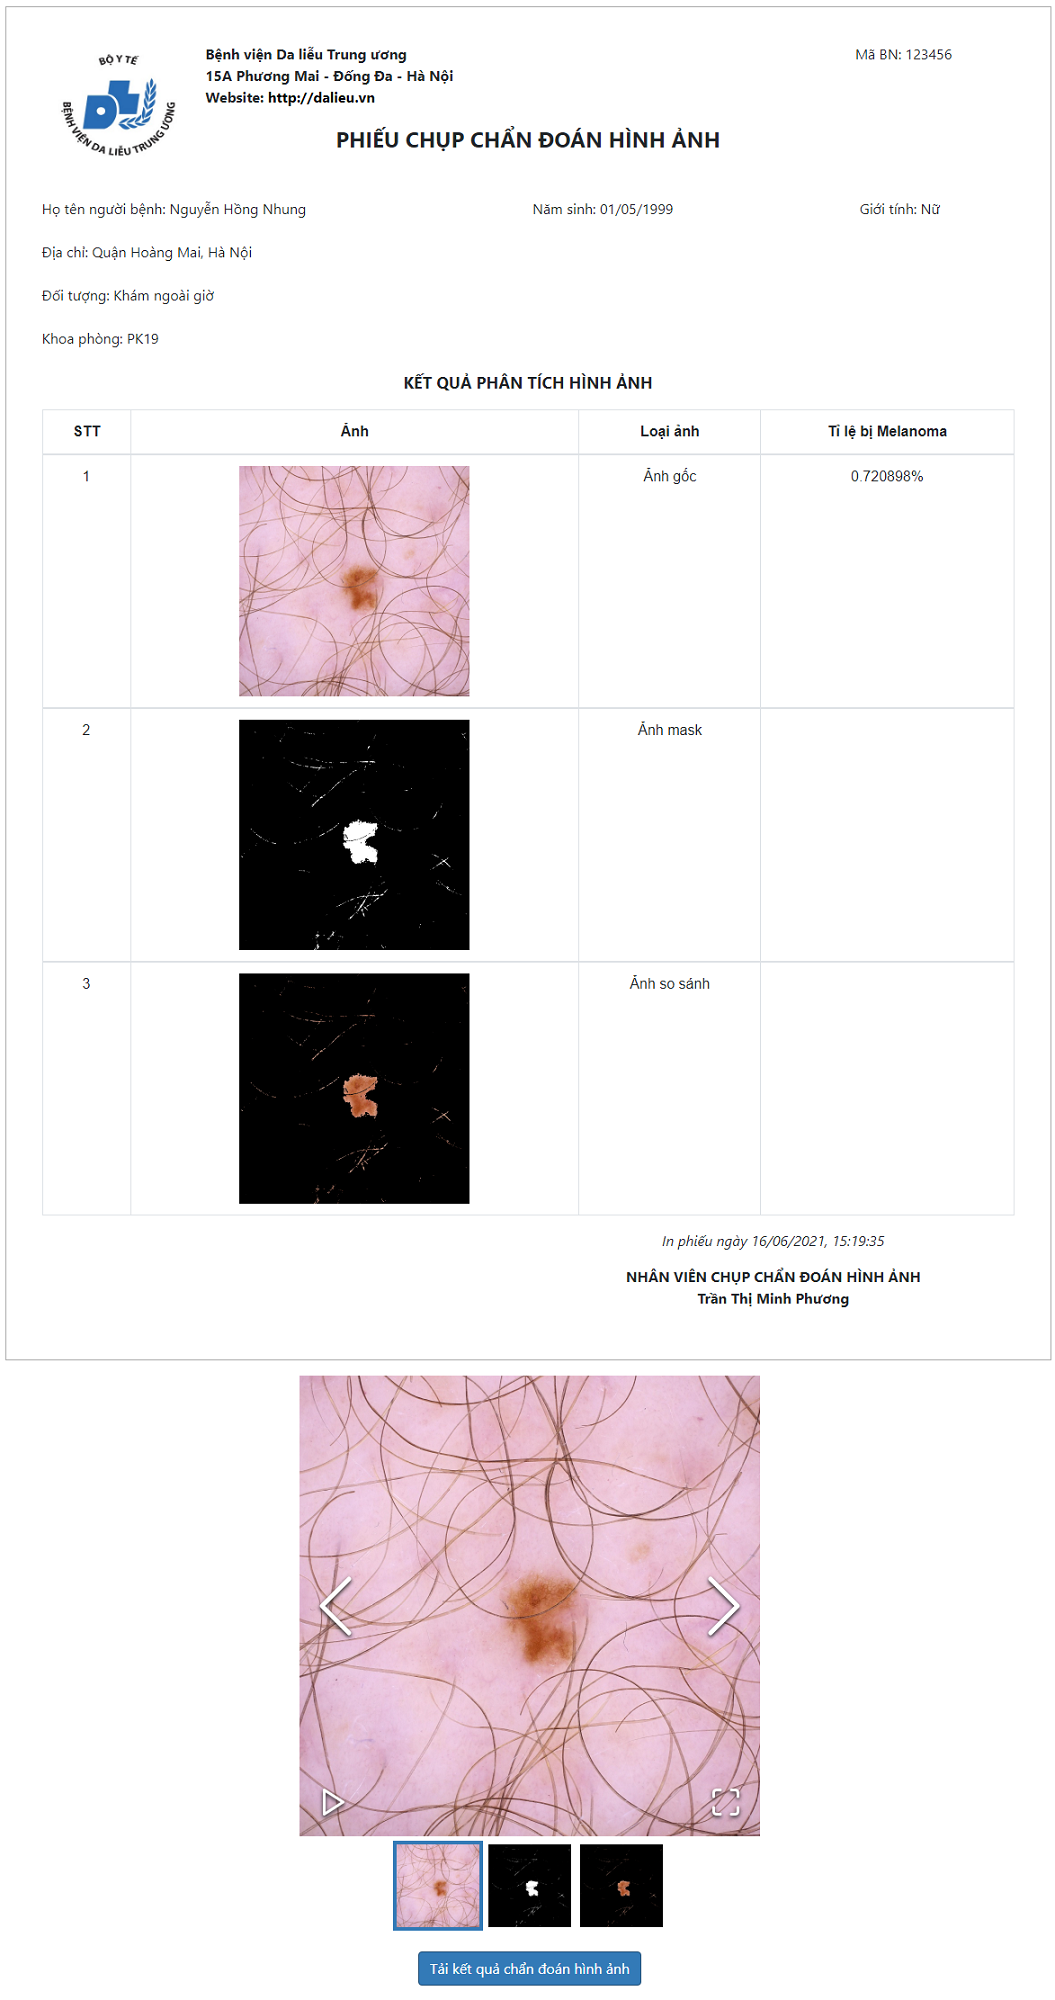 BỘ Y TẾ
BỆNH VIỆN DA LIỄU TRUNG ƯƠNG
Bệnh viện Da liễu Trung ương
15A Phương Mai - Đống Đa - Hà Nội
Website: http://dalieu.vn
Mã BN: 123456
PHIẾU CHỤP CHẨN ĐOÁN HÌNH ẢNH
Họ tên người bệnh: Nguyễn Hồng Nhung Năm sinh: 01/05/1999 Giới tính: Nữ
Địa chỉ: Quận Hoàng Mai, Hà Nội
Đối tượng: Khám ngoài giờ
Khoa phòng: PK19
KẾT QUẢ PHÂN TÍCH HÌNH ẢNH
STT Ảnh Loại ảnh Tỉ lệ bị Melanoma
1 Ảnh gốc 0.720898%
2 Ảnh mask
3 Ảnh so sánh
In phiếu ngày 16/06/2021, 15:19:35
NHÂN VIÊN CHỤP CHẨN ĐOÁN HÌNH ẢNH
Trần Thị Minh Phương
Tải kết quả chẩn đoán hình ảnh